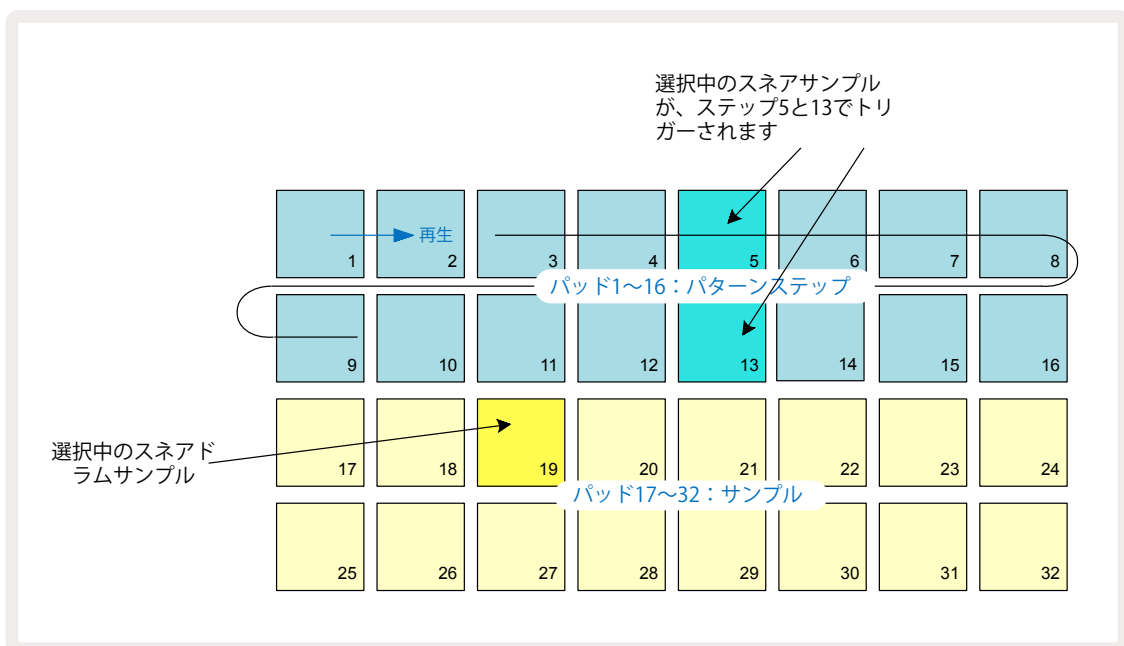 選択中のスネアサンプル
が、ステップ5と13でトリ
ガーされます
再生
1 2 3 4 5 6 7 8
パッド1～16：パターンステップ
9 10 11 12 13 14 15 16
選択中のスネアド
ラムサンプル
17 18 19 20 21 22 23 24
パッド17～32：サンプル
25 26 27 28 29 30 31 32